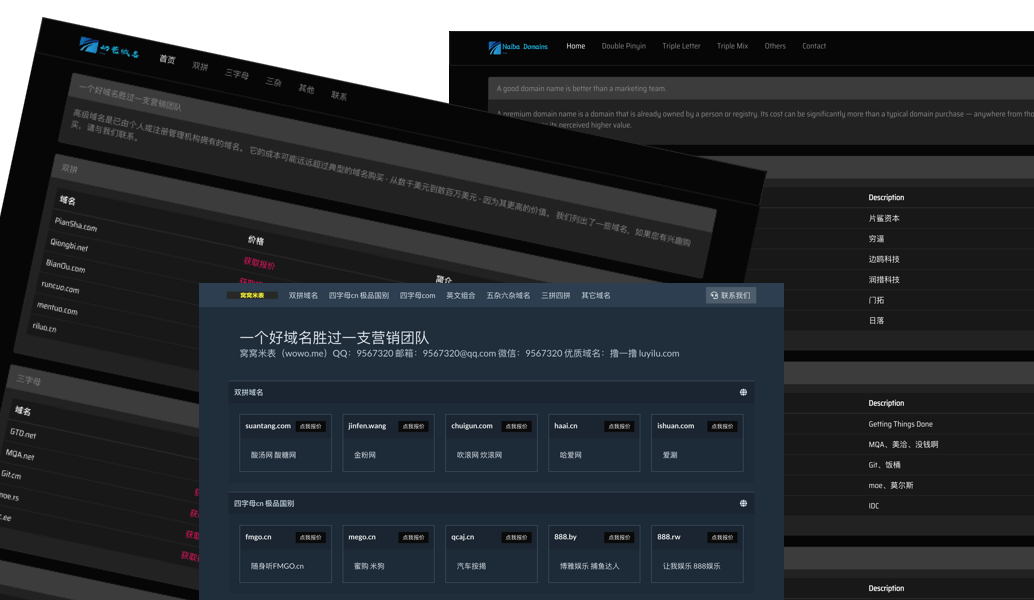 奶爸域名
首页
双拼
三字母
三杂
其他
联系
一个好域名胜过一支营销团队
高级域名是已由个人或注册管理机构拥有的域名。 它的成本可能远远超过典型的域名购买 - 从数千美元到数百万美元 - 因为其更高的价值。 我们列出了一些域名, 如果您有兴趣购
买, 请与我们联系。
双拼
域名
价格
简介
PianSha.com
获取报价
Qiongbi.net
BianOu.com
runcuo.com
mentuo.com
riluo.cn
三字母
域名
GTD.net
MQA.net
Git.cm
moe.rs
获取报价
Naiba Domains
Home
Double Pinyin
Triple Letter
Triple Mix
Others
Contact
A good domain name is better than a marketing team.
premium domain name is a domain that is already owned by a person or registry. Its cost can be significantly more than a typical domain purchase — anywhere from tho
its perceived higher value.
Description
片鲨资本
穷逼
边鸥科技
润措科技
门拓
日落
Description
Getting Things Done
MQA、美洽、没钱啊
Git、饭桶
moe、莫尔斯
IDC
Description
窝窝米表
双拼域名
四字母cn 极品国别
四字母com
英文组合
五杂六杂域名
三拼四拼
其它域名
联系我们
一个好域名胜过一支营销团队
窝窝米表（wowo.me）QQ：9567320 邮箱：9567320@qq.com 微信：9567320 优质域名：撸一撸 luyilu.com
双拼域名
suantang.com 点我报价
酸汤网 酸糖网
jinfen.wang 点我报价
金粉网
chuigun.com 点我报价
吹滚网 炊滚网
haai.cn 点我报价
哈爱网
ishuan.com 点我报价
爱涮
四字母cn 极品国别
fmgo.cn 点我报价
随身听FMGO.cn
mego.cn 点我报价
蜜购 米狗
qcaj.cn 点我报价
汽车按揭
888.by 点我报价
博雅娱乐 捕鱼达人
888.rw 点我报价
让我娱乐 888娱乐